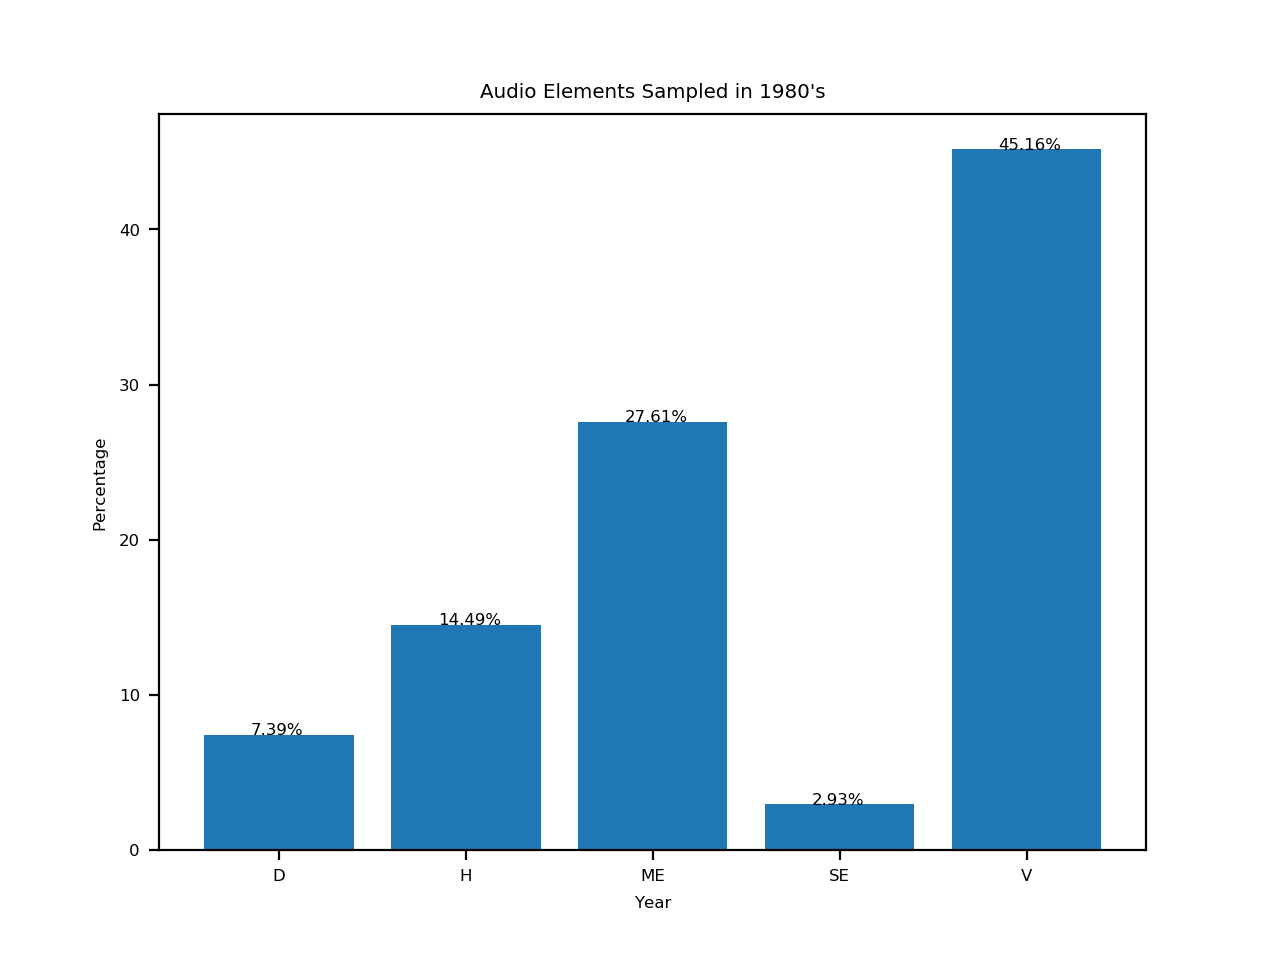 Audio Elements Sampled in 1980's
45.16%
40
30
27.61%
20
14.49%
10
7.39%
2.93%
0
Percentage
D H ME SE V
Year